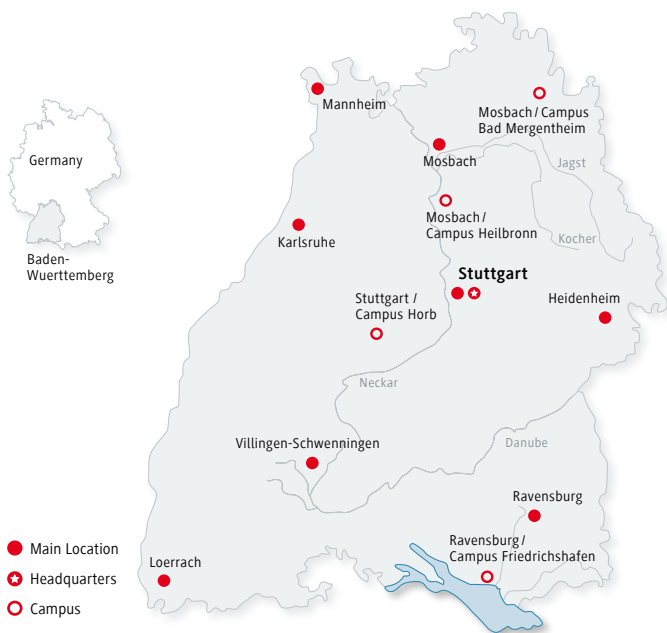 Mannheim
Mosbach / Campus
Bad Mergentheim
Germany
Mosbach
Jagst
Mosbach /
Campus Heilbronn
Karlsruhe
Kocher
Baden-
Wuerttemberg
Stuttgart
Stuttgart /
Campus Horb
Heidenheim
Neckar
Villingen-Schwenningen
Danube
Ravensburg
Ravensburg /
Campus Friedrichshafen
Loerrach
Main Location
Headquarters
Campus